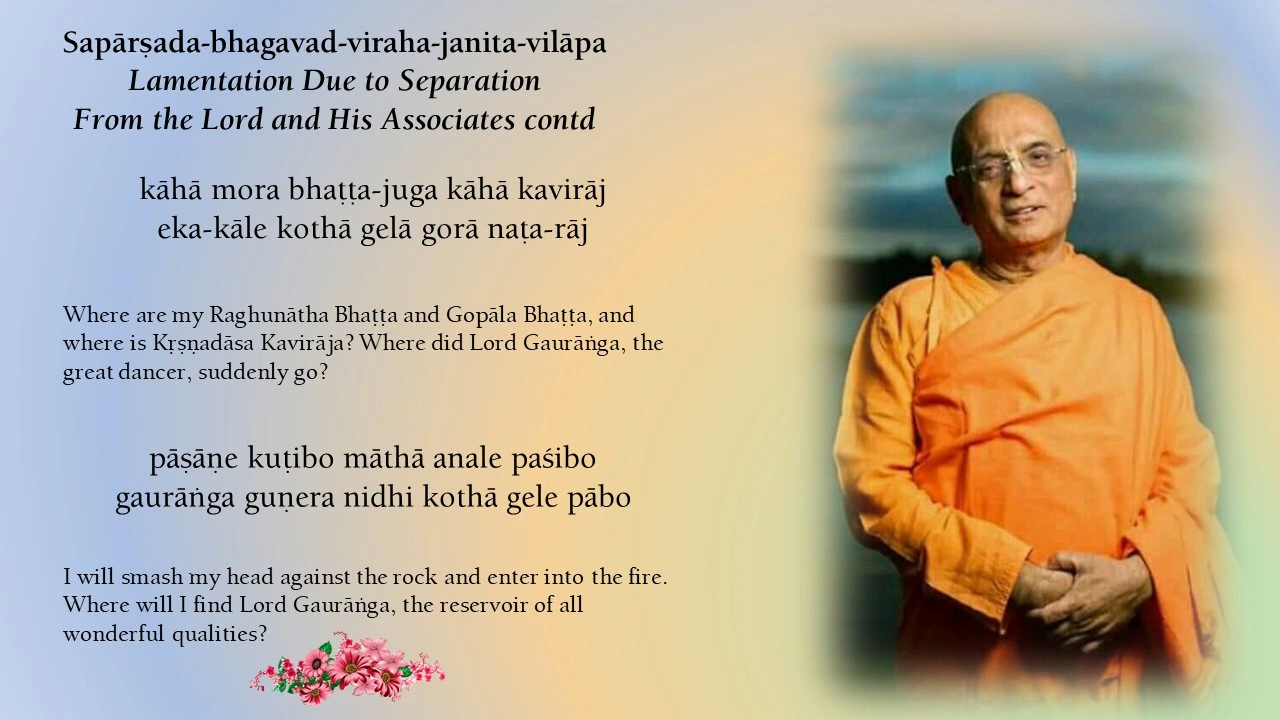 Sapārṣada-bhagavad-viraha-janita-vilāpa
Lamentation Due to Separation
From the Lord and His Associates contd
kāhā mora bhaṭṭa-juga kāhā kavirāj
eka-kāle kothā gelā gorā naṭa-rāj
Where are my Raghunātha Bhaṭṭa and Gopāla Bhaṭṭa, and
where is Kṛṣṇadāsa Kavirāja? Where did Lord Gaurāṅga, the
great dancer, suddenly go?
pāṣāṇe kuṭibo māthā anale paśibo
gaurāṅga guṇera nidhi kothā gele pābo
I will smash my head against the rock and enter into the fire.
Where will I find Lord Gaurāṅga, the reservoir of all
wonderful qualities?